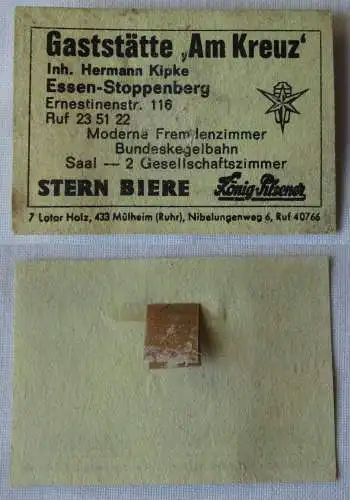 Gaststätte ‚Am Kreuz‘
Inh. Hermann Kipke
Essen-Stoppenberg
Ernestinenstr. 116
Ruf 23 51 22
Moderne Fremdenzimmer
Bundeskegelbahn
Saal — 2 Gesellschaftszimmer
STERN BIERE König-Pilsener
7 Lotar Holz, 433 Mülheim (Ruhr), Nibelungenweg 6, Ruf 40766